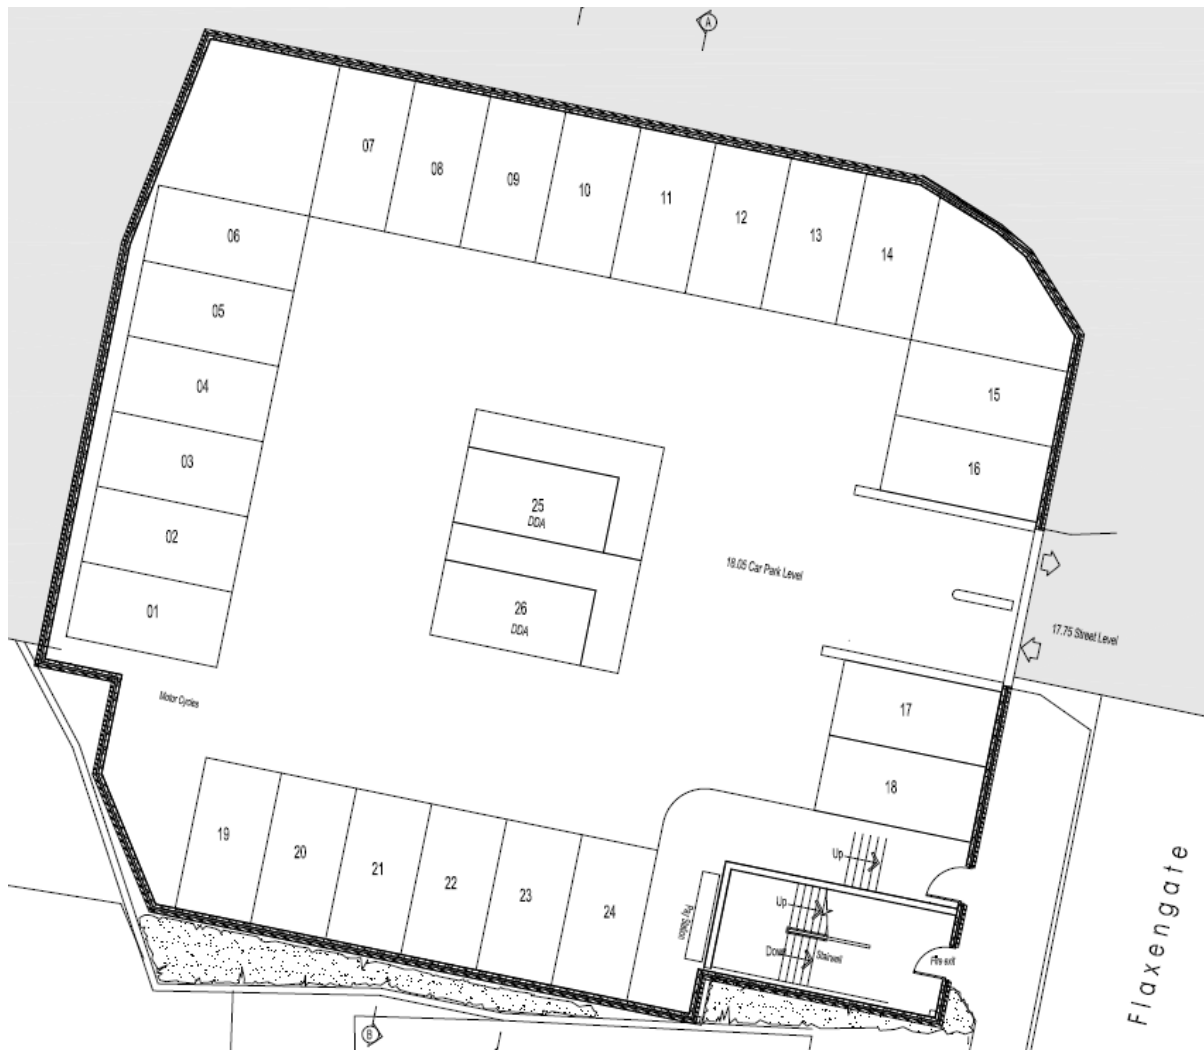 A
07
08
09
10
11
12
13
14
06
05
04
03
02
01
15
16
25
DDA
26
DDA
18.05 Car Park Level
17.75 Street Level
Motor Cycles
17
18
19
20
21
22
23
24
Up
Up
Down
Stairwell
Pay Station
Fire exit
Flaxengate
B